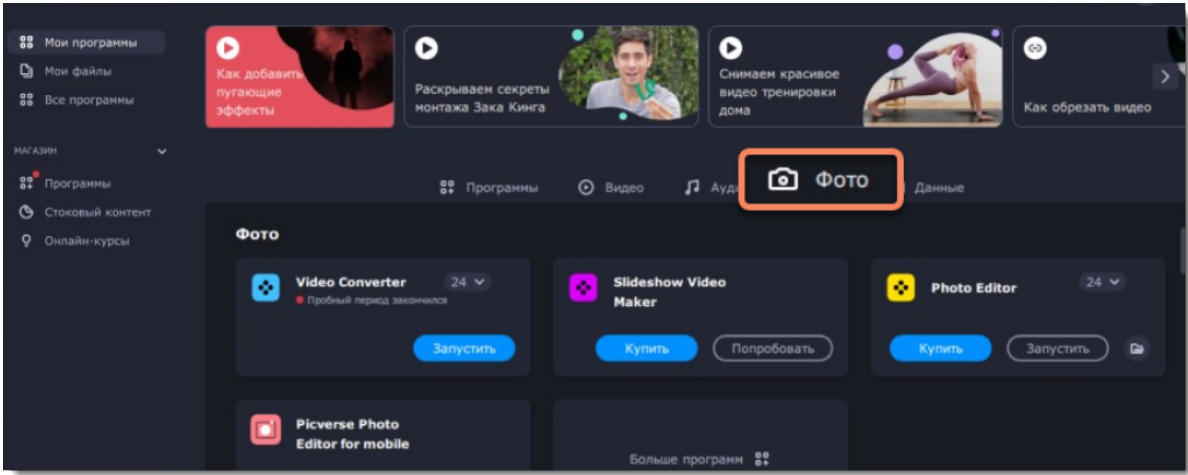 Мои программы
Мои файлы
Все программы
МАГАЗИН
Программы
Стоковый контент
Онлайн-курсы
Как добавить
пугающие
эффекты
Раскрываем секреты
монтажа Зака Кинга
Снимаем красивое
видео тренировки
дома
Как обрезать видео
Программы
Видео
Ауди
Фото
Данные
Фото
Video Converter
24
Пробный период закончился
Запустить
Slideshow Video
Maker
Купить
Попробовать
Photo Editor
24
Купить
Запустить
Picverse Photo
Editor for mobile
Больше программ